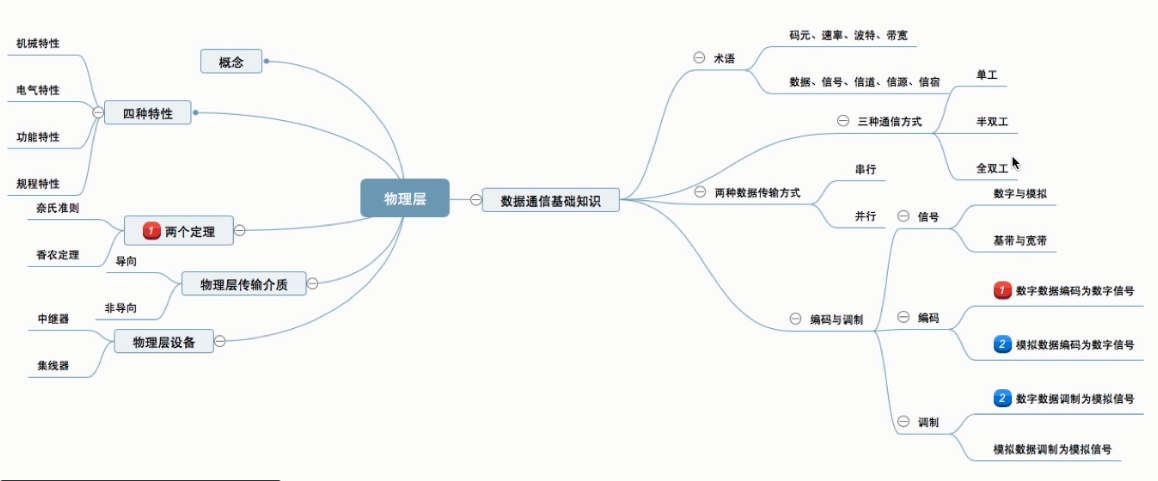 物理层
概念
四种特性
机械特性
电气特性
功能特性
规程特性
1 两个定理
奈氏准则
香农定理
物理层传输介质
导向
非导向
物理层设备
中继器
集线器
数据通信基础知识
术语
码元、速率、波特、带宽
数据、信号、信道、信源、信宿
三种通信方式
单工
半双工
全双工
两种数据传输方式
串行
并行
编码与调制
信号
数字与模拟
基带与宽带
编码
1 数字数据编码为数字信号
2 模拟数据编码为数字信号
调制
2 数字数据调制为模拟信号
模拟数据调制为模拟信号